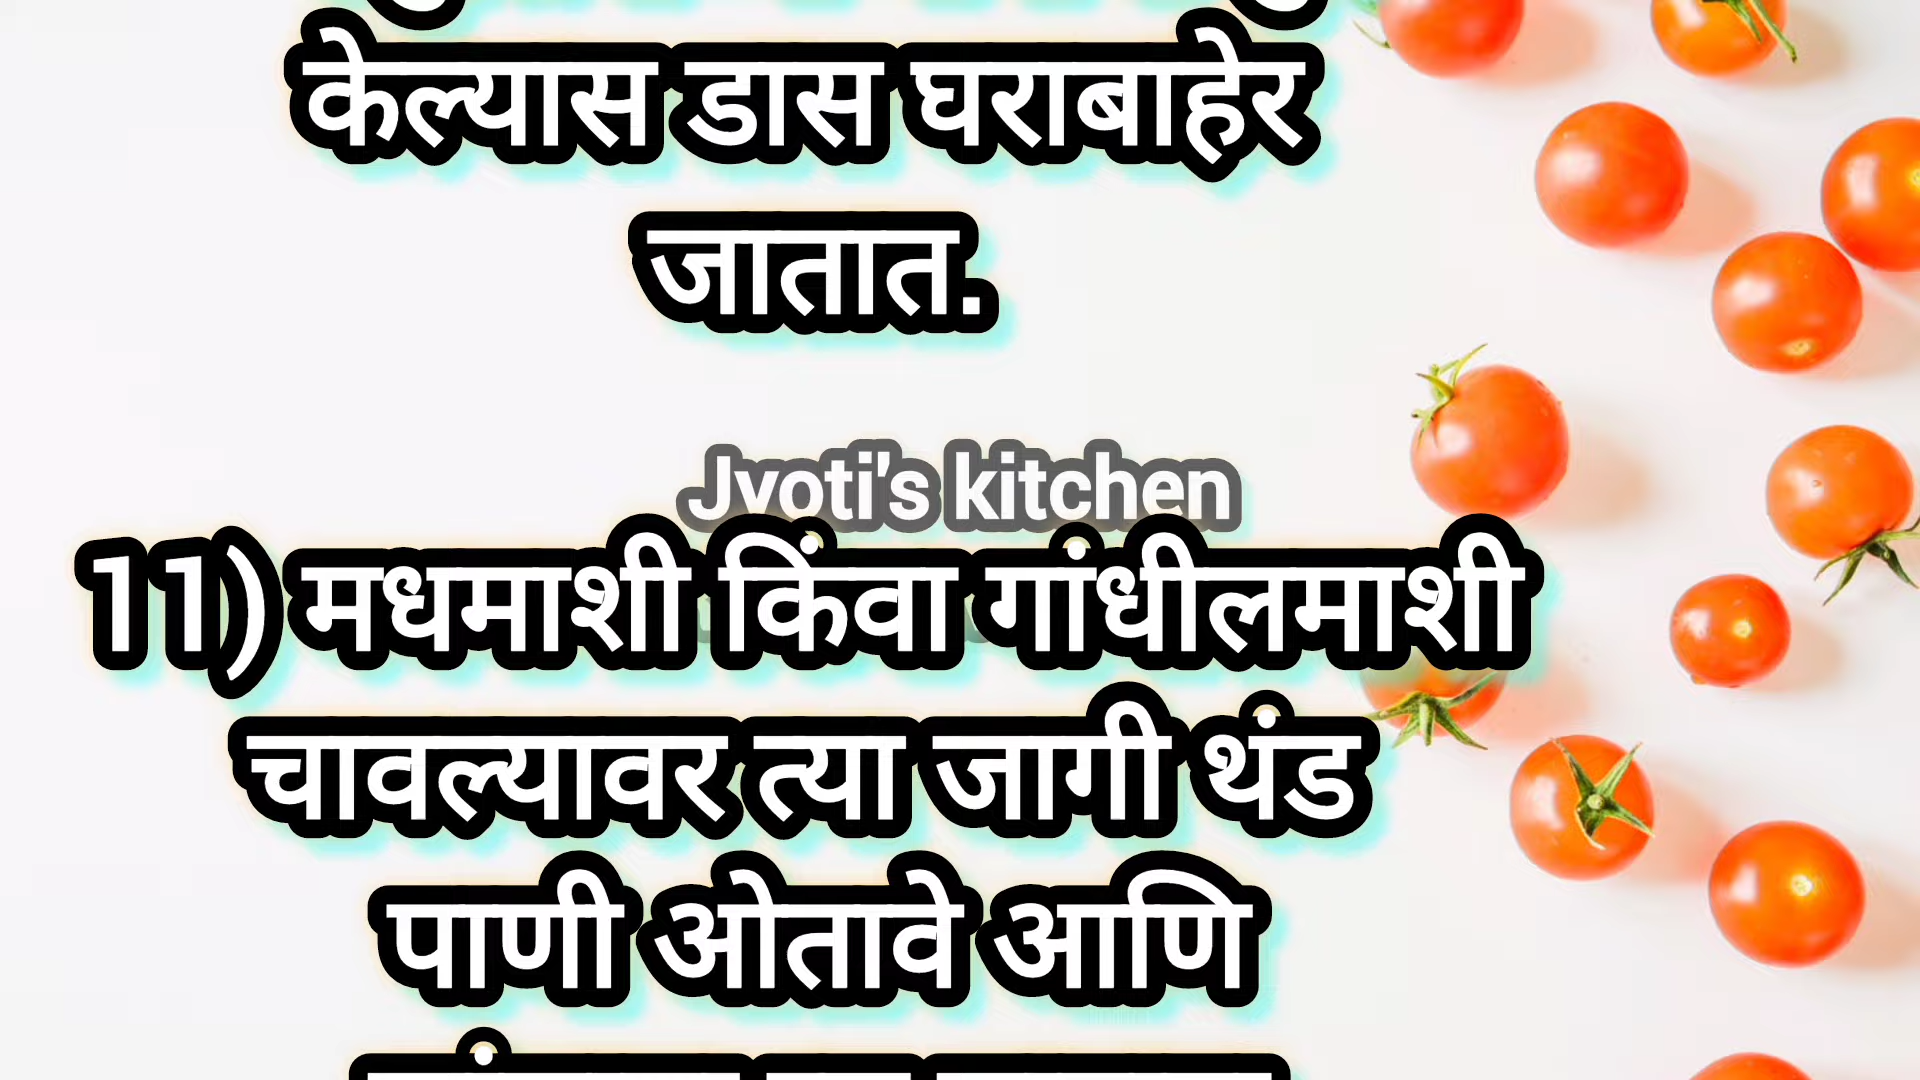 केल्यास डास घराबाहेर
जातात.
Jyoti's kitchen
11) मधमाशी किंवा गांधीलमाशी
चावल्यावर त्या जागी थंड
पाणी ओतावे आणि